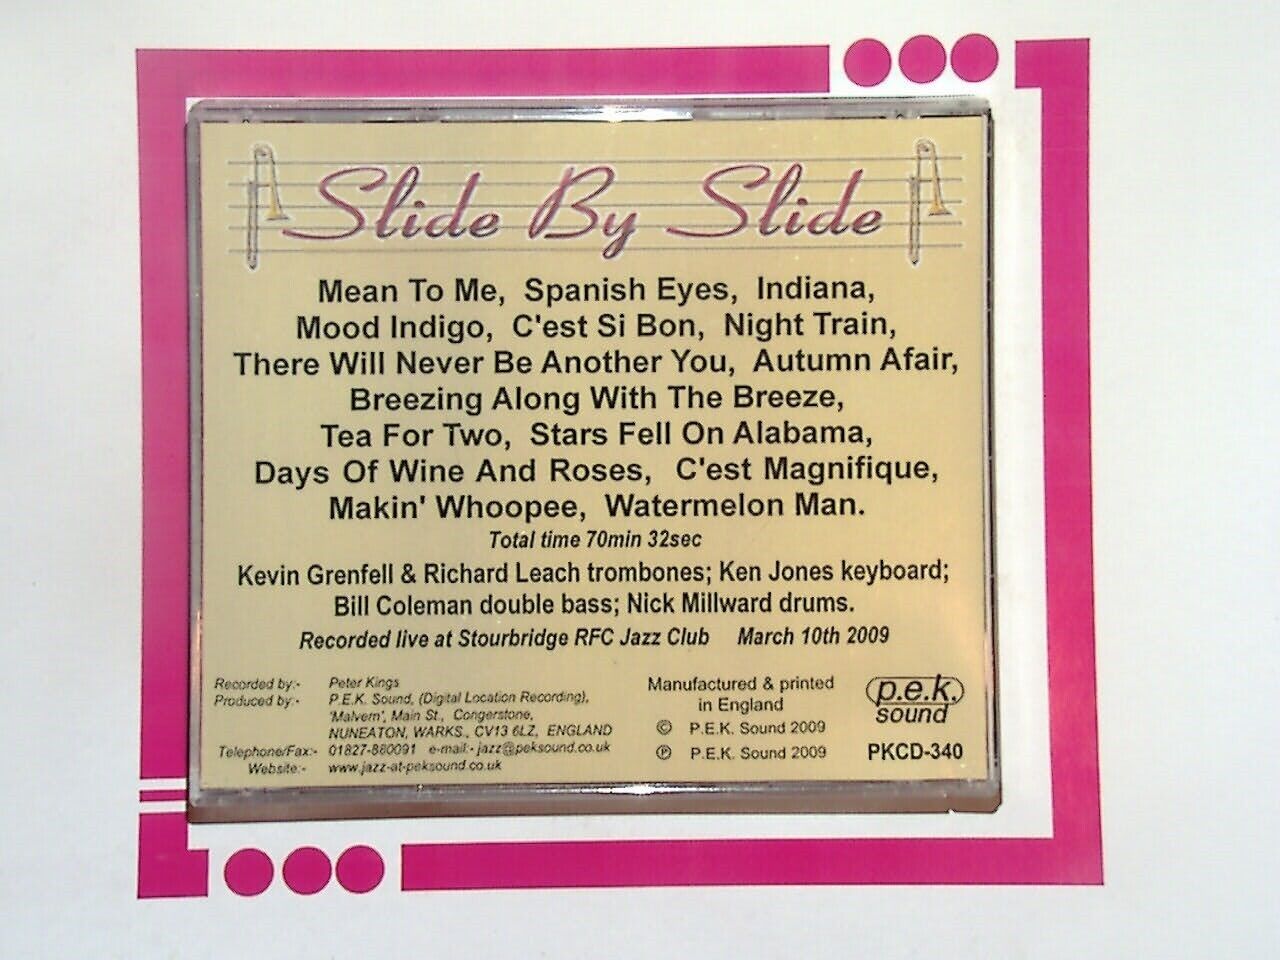 Slide By Slide
Mean To Me, Spanish Eyes, Indiana,
Mood Indigo, C'est Si Bon, Night Train,
There Will Never Be Another You, Autumn Afair,
Breezing Along With The Breeze,
Tea For Two, Stars Fell On Alabama,
Days Of Wine And Roses, C'est Magnifique,
Makin' Whoopee, Watermelon Man.
Total time 70min 32sec
Kevin Grenfell & Richard Leach trombones; Ken Jones keyboard;
Bill Coleman double bass; Nick Millward drums.
Recorded live at Stourbridge RFC Jazz Club March 10th 2009
Recorded by:- Peter Kings
Produced by:- P.E.K. Sound, (Digital Location Recording),
'Malvern', Main St., Congerstone,
NUNEATON, WARKS., CV13 6LZ, ENGLAND
Telephone/Fax:- 01827-880091 e-mail:- jazz@peksound.co.uk
Website:- www.jazz-at-peksound.co.uk
Manufactured & printed
in England
© P.E.K. Sound 2009
℗ P.E.K. Sound 2009
p.e.k.
sound
PKCD-340